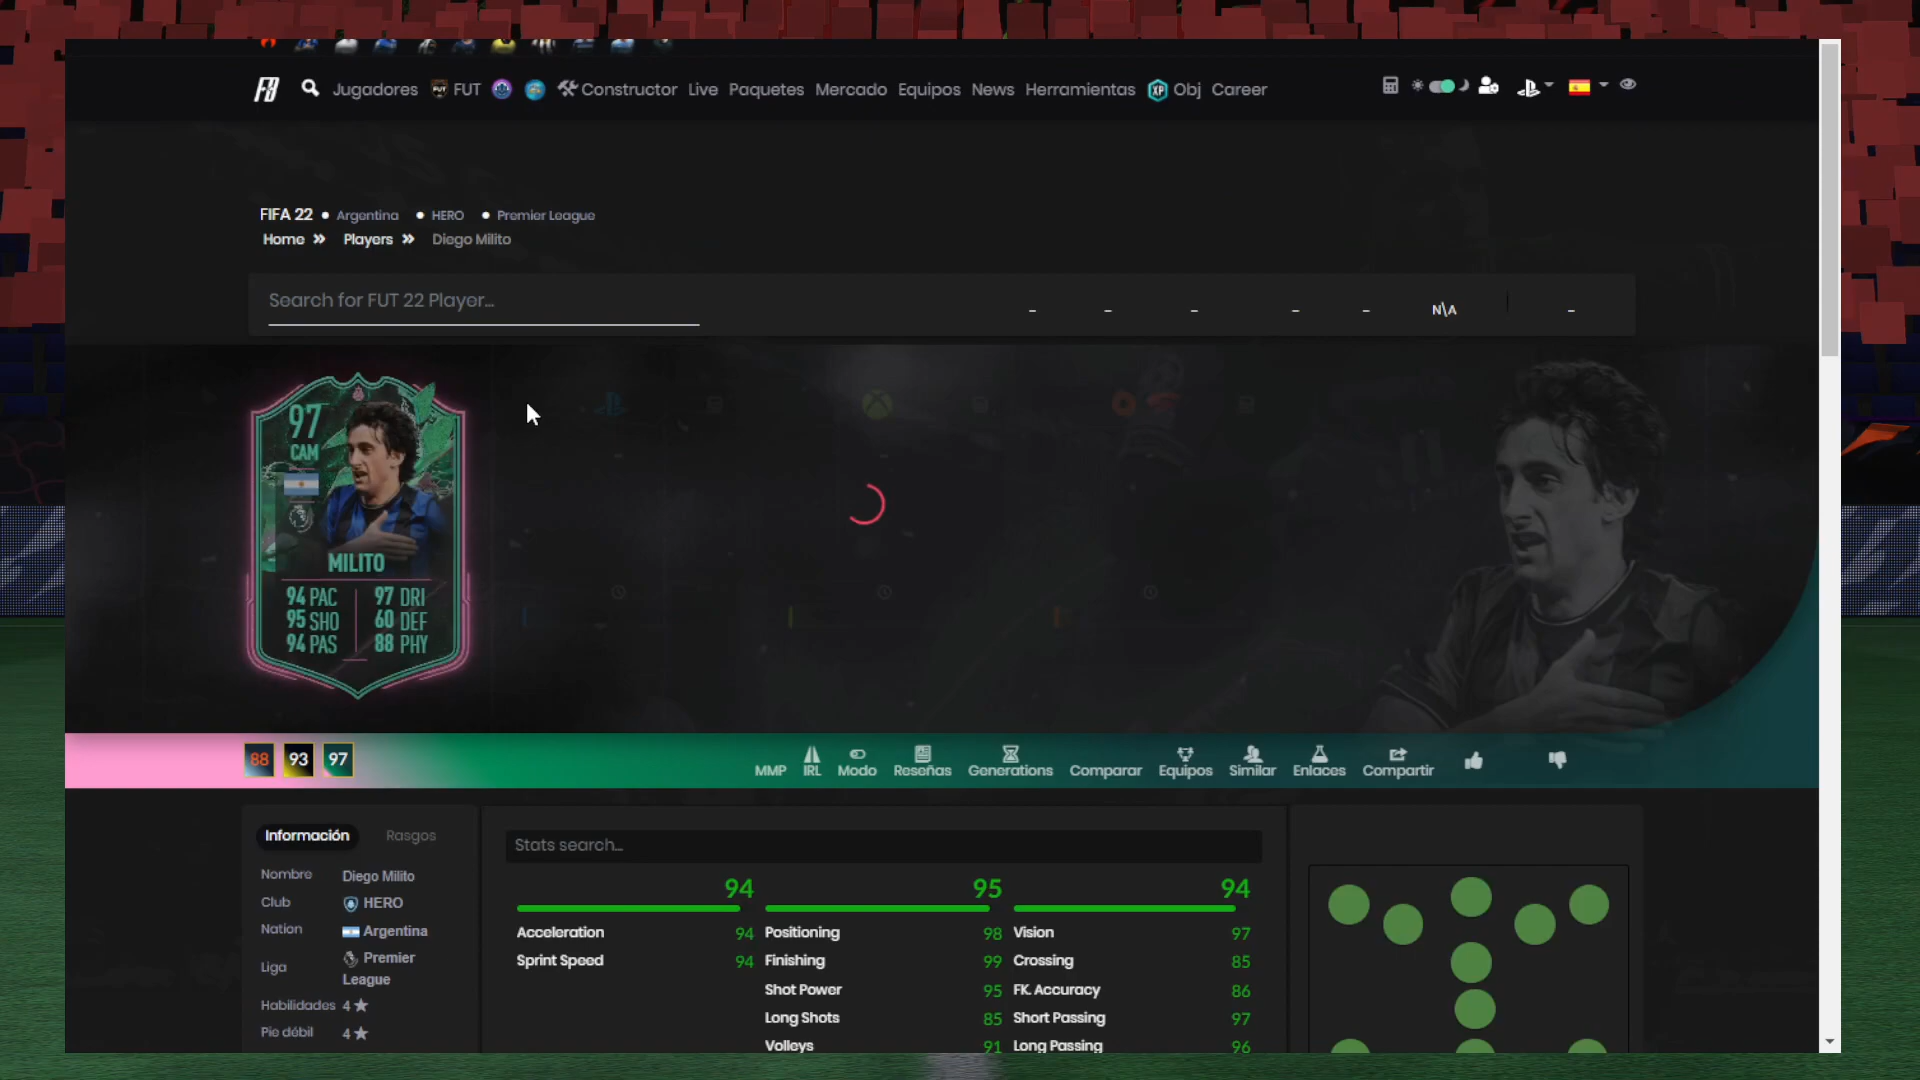 Jugadores FUT Constructor Live Paquetes Mercado Equipos News Herramientas XP Obj Career
FIFA 22 • Argentina • HERO • Premier League
Home » Players » Diego Milito
Search for FUT 22 Player...
- - - - - N\A -
97
CAM
MILITO
94 PAC 97 DRI
95 SHO 60 DEF
94 PAS 88 PHY
88 93 97
MMP IRL Modo Reseñas Generations Comparar Equipos Similar Enlaces Compartir
Información Rasgos
Nombre Diego Milito
Club HERO
Nation Argentina
Liga Premier League
Habilidades 4★
Pie débil 4★
Stats search...
94
Acceleration 94
Sprint Speed 94
95
Positioning 98
Finishing 99
Shot Power 95
Long Shots 85
Volleys 91
94
Vision 97
Crossing 85
FK. Accuracy 86
Short Passing 97
Long Passing 96